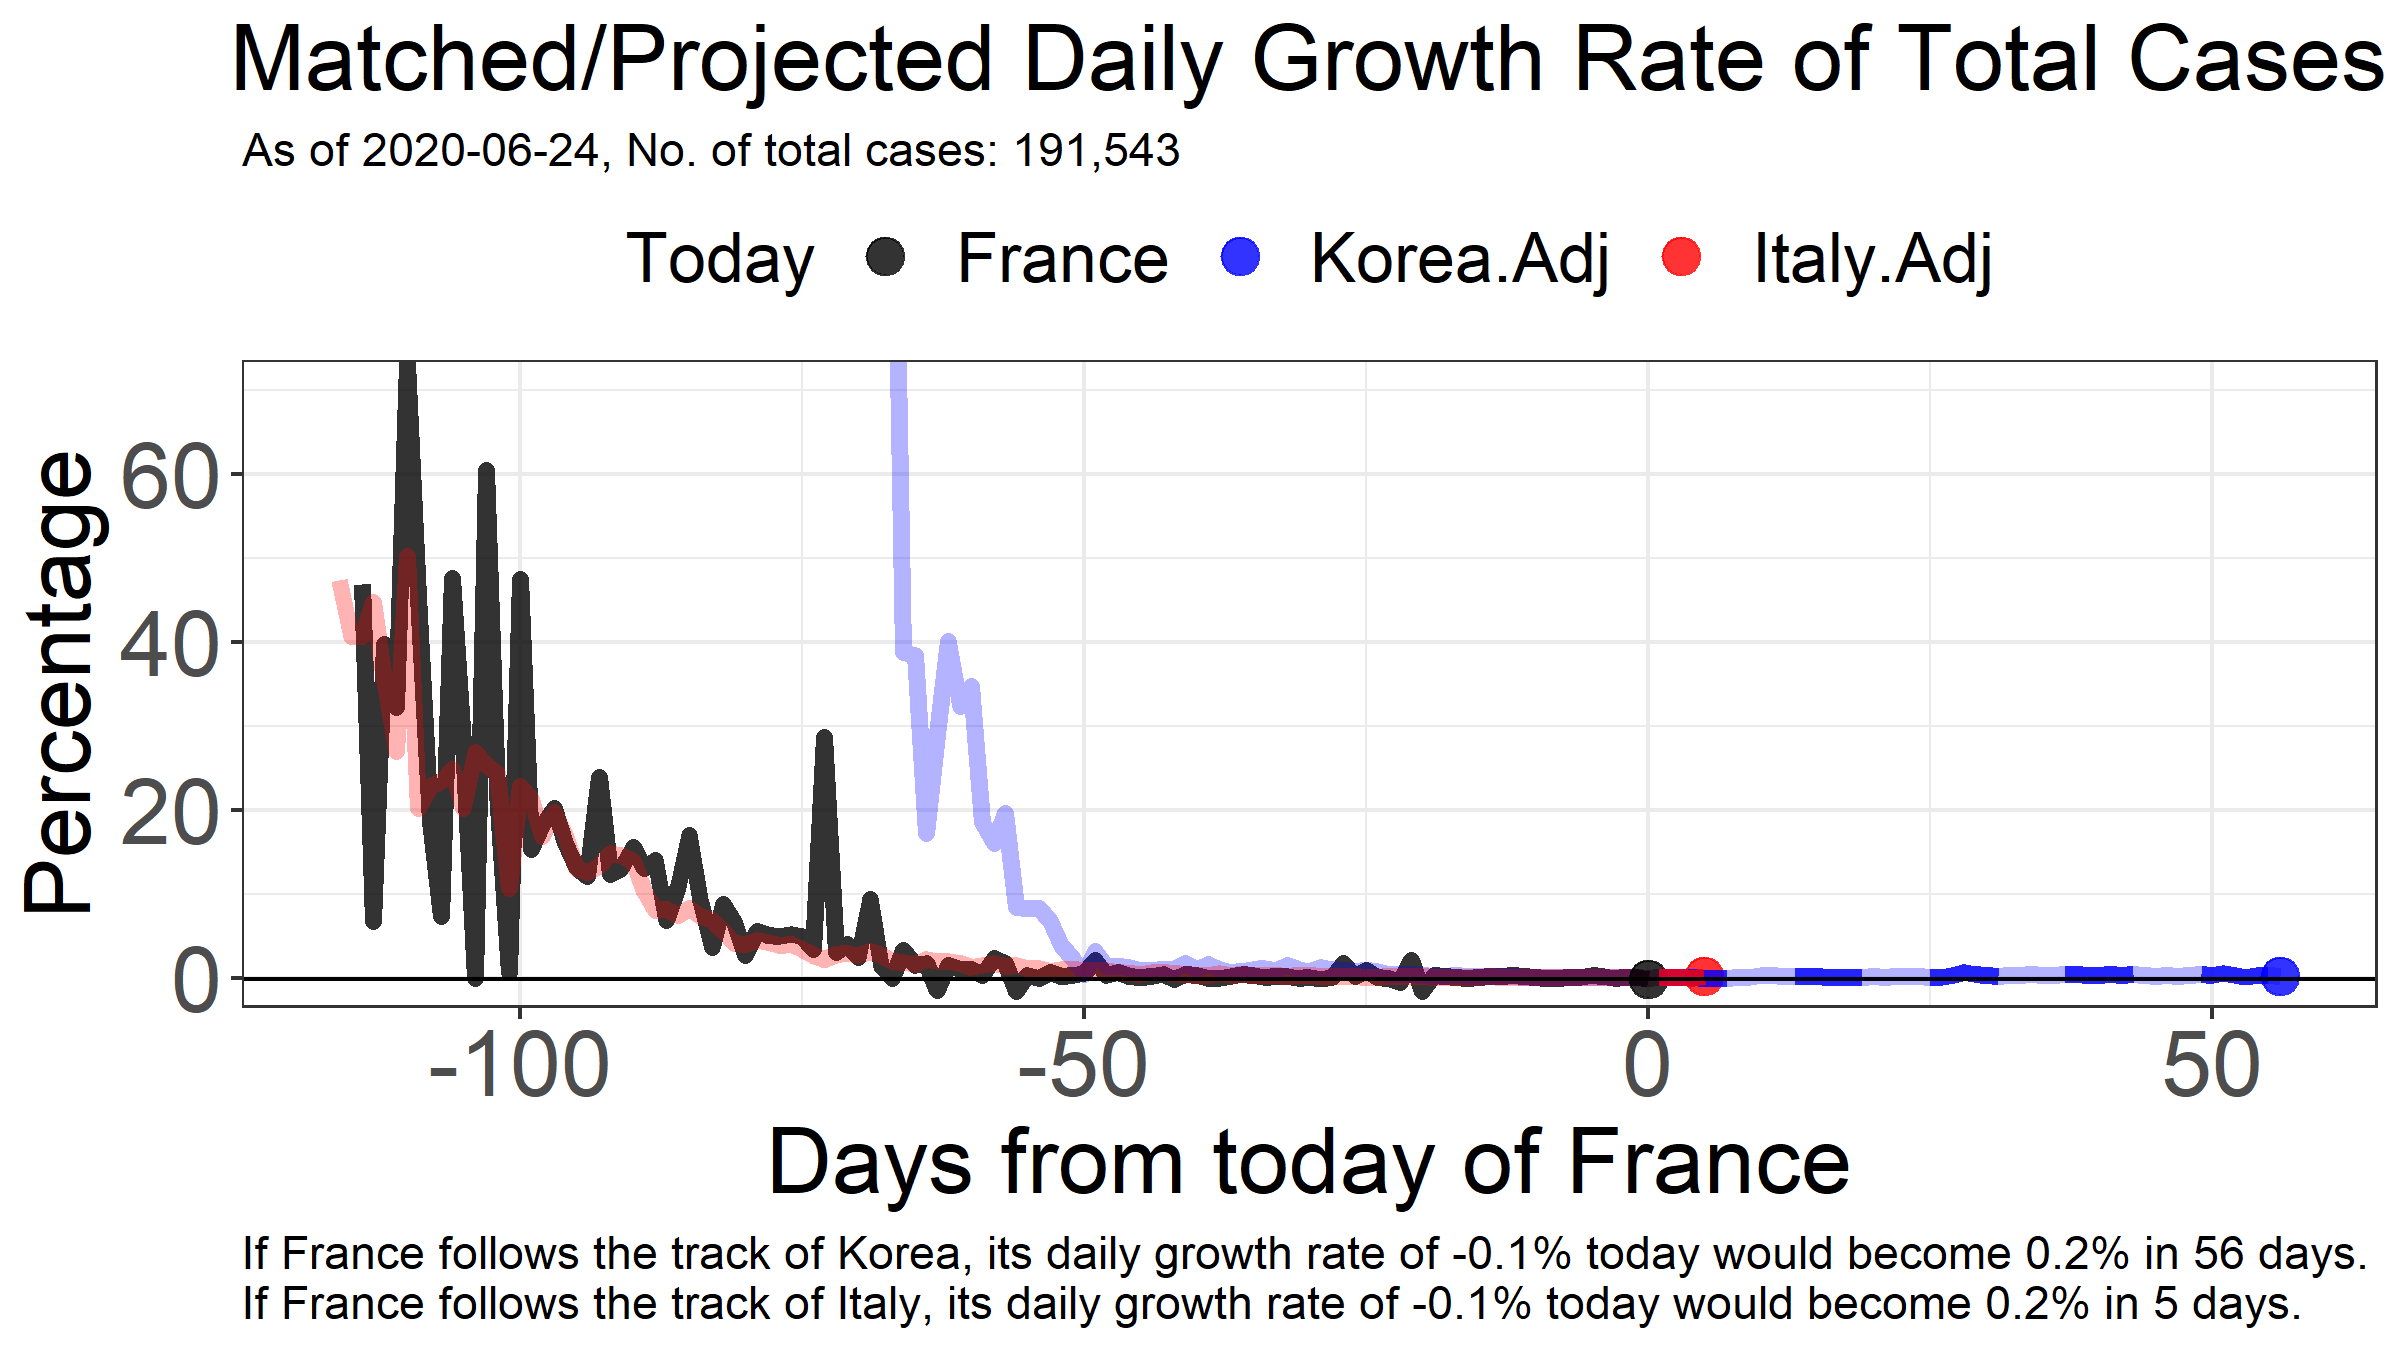 Matched/Projected Daily Growth Rate of Total Cases
As of 2020-06-24, No. of total cases: 191,543
Today France Korea.Adj Italy.Adj
Percentage
60
40
20
0
-100 -50 0 50
Days from today of France
If France follows the track of Korea, its daily growth rate of -0.1% today would become 0.2% in 56 days.
If France follows the track of Italy, its daily growth rate of -0.1% today would become 0.2% in 5 days.